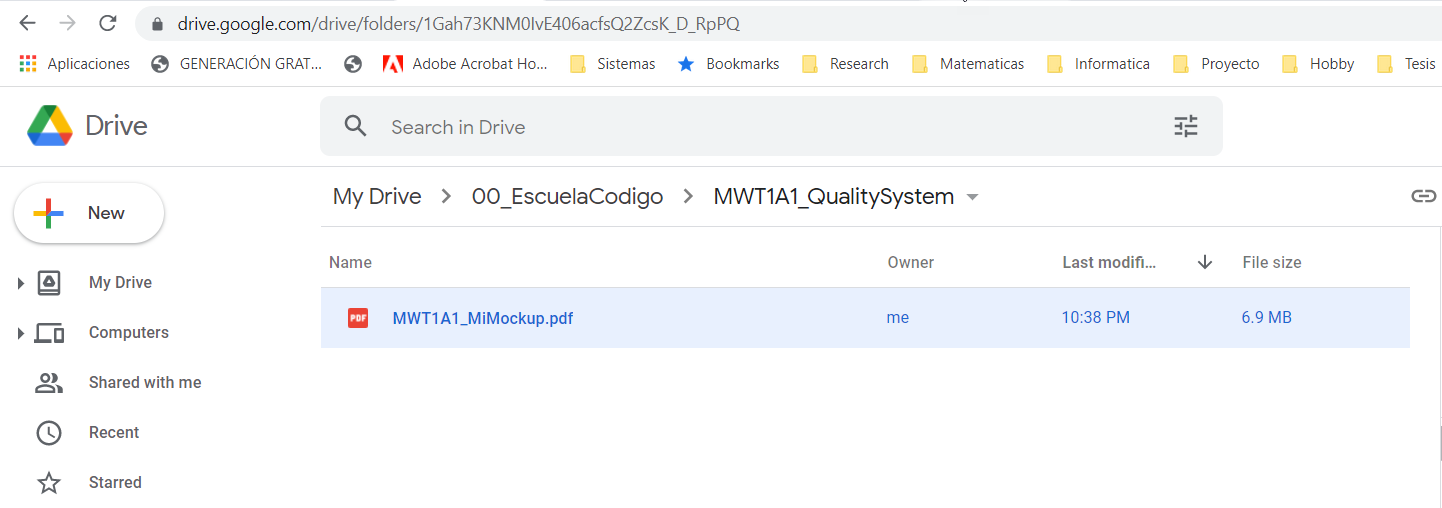 drive.google.com/drive/folders/1Gah73KNM0IvE406acfsQ2ZcsK_D_RpPQ
Aplicaciones GENERACIÓN GRAT... Adobe Acrobat Ho... Sistemas Bookmarks Research Matematicas Informatica Proyecto Hobby Tesis
Drive Search in Drive
My Drive > 00_EscuelaCodigo > MWT1A1_QualitySystem
New
Name Owner Last modifi... File size
PDF MWT1A1_MiMockup.pdf me 10:38 PM 6.9 MB
My Drive
Computers
Shared with me
Recent
Starred